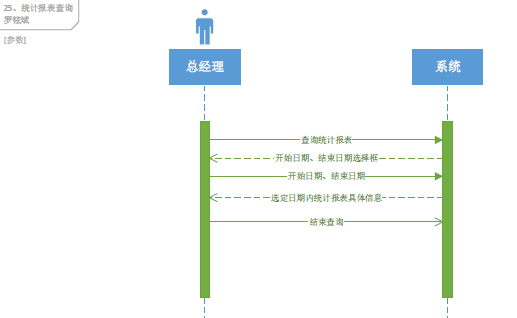 25、统计报表查询
罗铉斌
[参数]
总经理
系统
查询统计报表
开始日期、结束日期选择框
开始日期、结束日期
选定日期内统计报表具体信息
结束查询